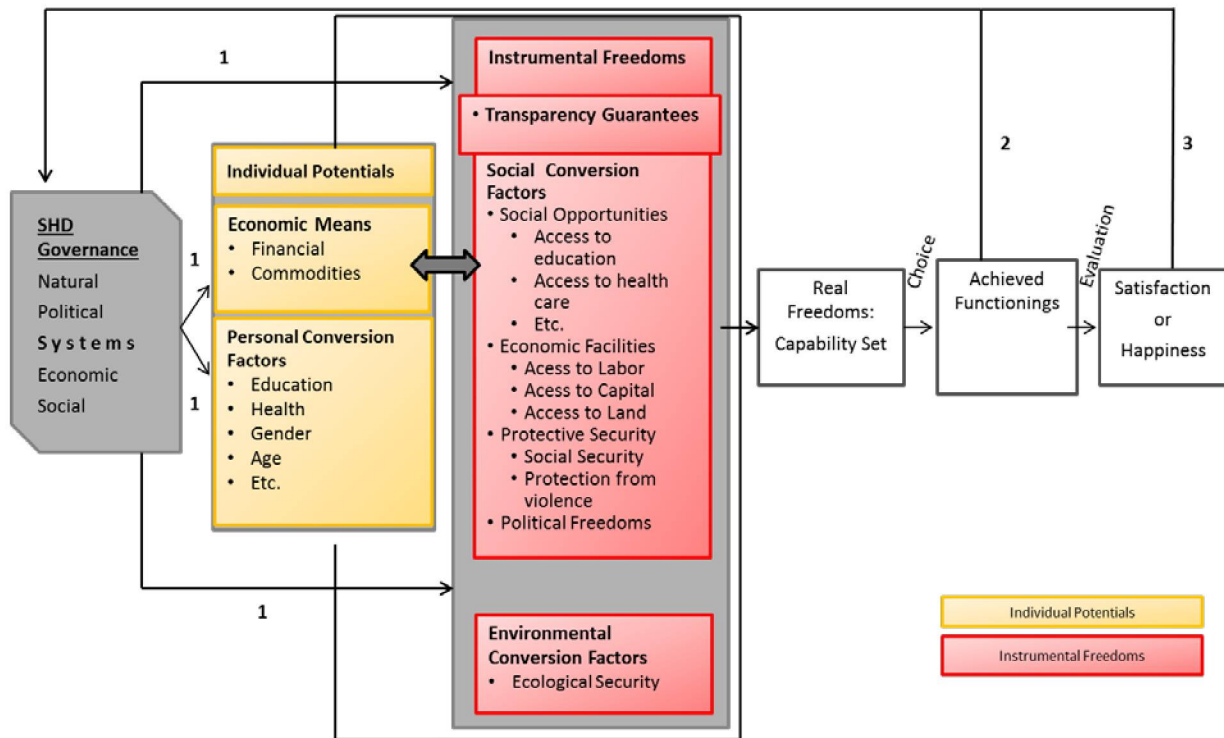 1
Instrumental Freedoms
• Transparency Guarantees
2
3
Individual Potentials
Social Conversion
Factors
• Social Opportunities
• Access to
education
• Access to health
care
• Etc.
• Economic Facilities
• Acess to Labor
• Acess to Capital
• Access to Land
• Protective Security
• Social Security
• Protection from
violence
• Political Freedoms
SHD
Governance
Natural
Political
Systems
Economic
Social
1
1
Economic Means
• Financial
• Commodities
Personal Conversion
Factors
• Education
• Health
• Gender
• Age
• Etc.
Real
Freedoms:
Capability Set
Choice
Achieved
Functionings
Evaluation
Satisfaction
or
Happiness
1
Environmental
Conversion Factors
• Ecological Security
Individual Potentials
Instrumental Freedoms